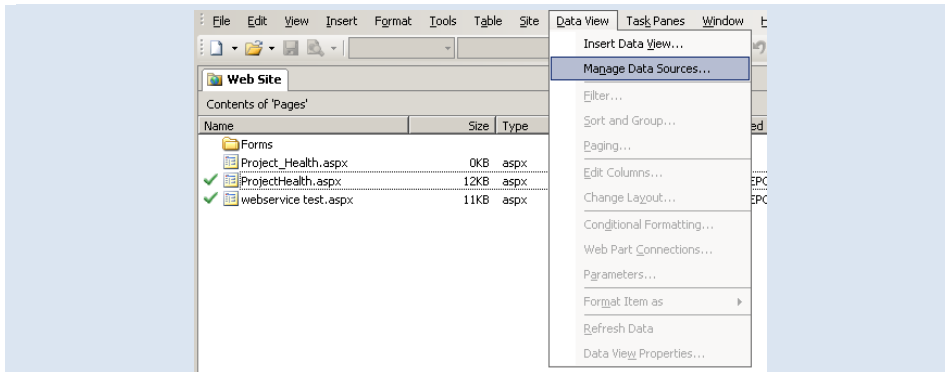 File Edit View Insert Format Tools Table Site Data View Task Panes Window
Insert Data View...
Manage Data Sources...
Web Site
Filter...
Contents of 'Pages'
Sort and Group...
Name Size Type
Paging...
Forms
Project_Health.aspx 0KB aspx
Edit Columns...
ProjectHealth.aspx 12KB aspx
Change Layout...
webservice test.aspx 11KB aspx
Conditional Formatting...
Web Part Connections...
Parameters...
Format Item as
Refresh Data
Data View Properties...